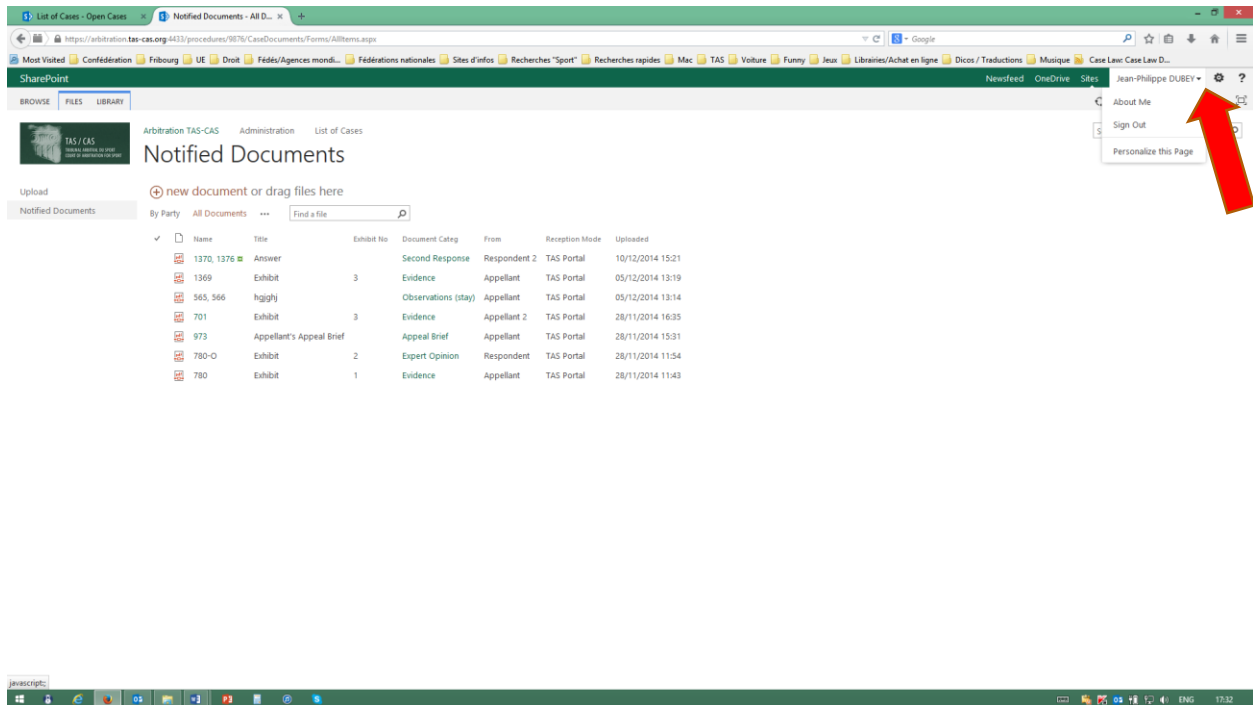 List of Cases - Open Cases × Notified Documents - All D... × +
https://arbitration.tas-cas.org:4433/procedures/9876/CaseDocuments/Forms/AllItems.aspx Google
Most Visited Confédération Fribourg UE Droit Fédés/Agences mondi... Fédérations nationales Sites d'infos Recherches "Sport" Recherches rapides Mac TAS Voiture Funny Jeux Librairies/Achat en ligne Dicos / Traductions Musique Case Law: Case Law D...
SharePoint Newsfeed OneDrive Sites Jean-Philippe DUBEY ?
BROWSE FILES LIBRARY
About Me
Sign Out
Personalize this Page
TAS / CAS
TRIBUNAL ARBITRAL DU SPORT
COURT OF ARBITRATION FOR SPORT
Arbitration TAS-CAS Administration List of Cases
Notified Documents
Upload
Notified Documents
new document or drag files here
By Party All Documents ... Find a file
Name Title Exhibit No Document Categ From Reception Mode Uploaded
1370, 1376 Answer Second Response Respondent 2 TAS Portal 10/12/2014 15:21
1369 Exhibit 3 Evidence Appellant TAS Portal 05/12/2014 13:19
565, 566 hgjghj Observations (stay) Appellant TAS Portal 05/12/2014 13:14
701 Exhibit 3 Evidence Appellant 2 TAS Portal 28/11/2014 16:35
973 Appellant's Appeal Brief Appeal Brief Appellant TAS Portal 28/11/2014 15:31
780-O Exhibit 2 Expert Opinion Respondent TAS Portal 28/11/2014 11:54
780 Exhibit 1 Evidence Appellant TAS Portal 28/11/2014 11:43
javascript:;
ENG 17:32